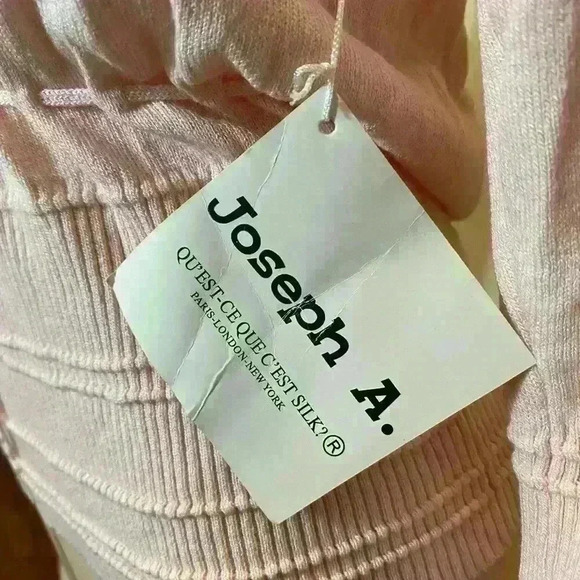 Joseph A.
QU'EST-CE QUE C'EST SILK?®
PARIS-LONDON-NEW YORK